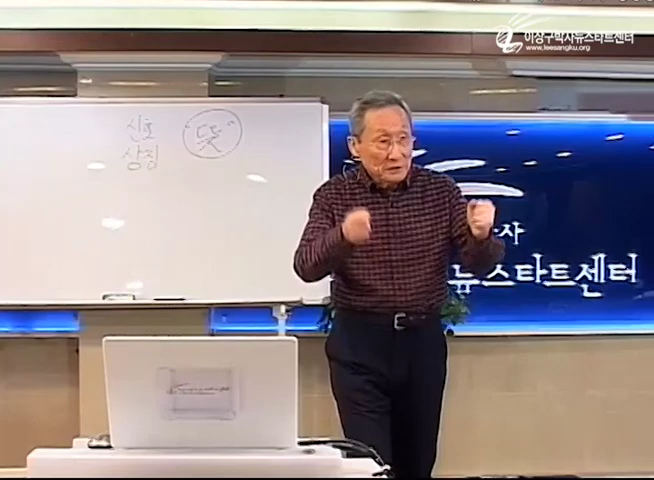 이상구박사뉴스타트센터
www.leesangku.org
신호
상징
" 뜻 "
사
뉴스타트센터